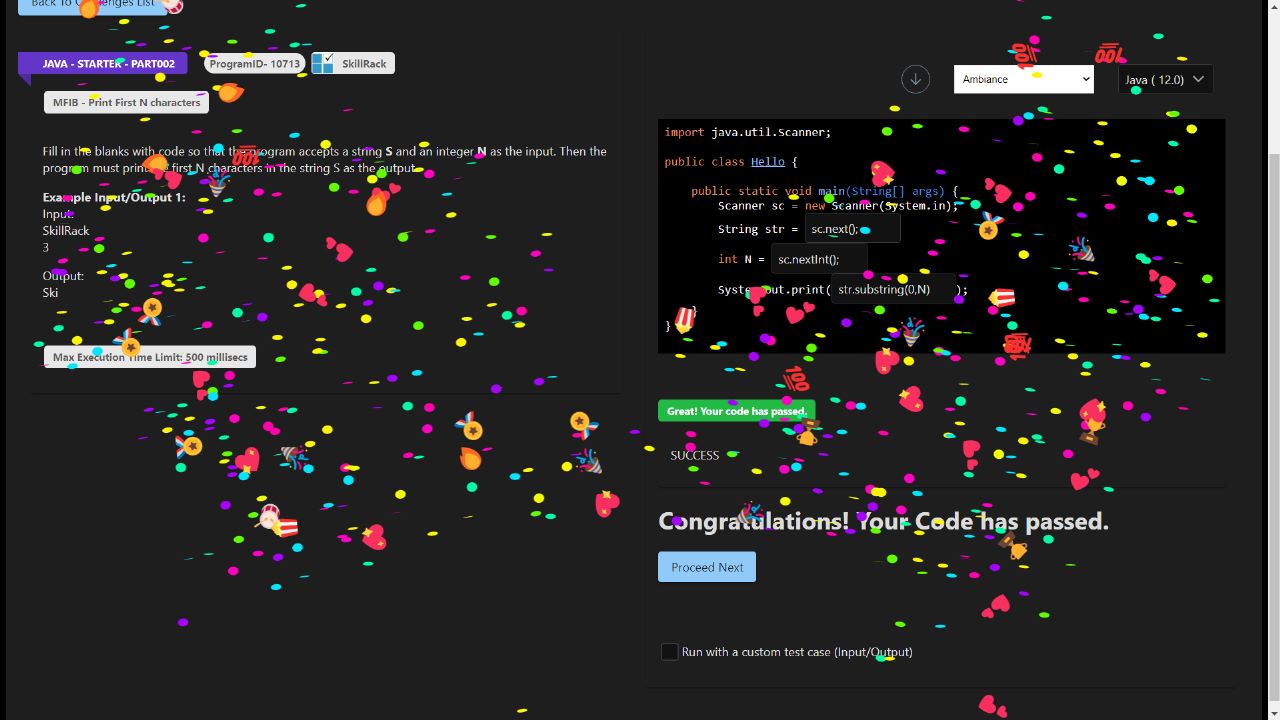 Back To Challenges List
JAVA - STARTER - PART002
ProgramID- 10713
SkillRack
MFIB - Print First N characters
Fill in the blanks with code so that the program accepts a string S and an integer N as the input. Then the
program must print the first N characters in the string S as the output.
Example Input/Output 1:
Input:
SkillRack
3
Output:
Ski
Max Execution Time Limit: 500 millisecs
Ambiance
Java ( 12.0)
import java.util.Scanner;
public class Hello {
public static void main(String[] args) {
Scanner sc = new Scanner(System.in);
String str = sc.next();
int N = sc.nextInt();
System.out.print( str.substring(0,N) );
}
}
Great! Your code has passed.
SUCCESS
Congratulations! Your Code has passed.
Proceed Next
Run with a custom test case (Input/Output)